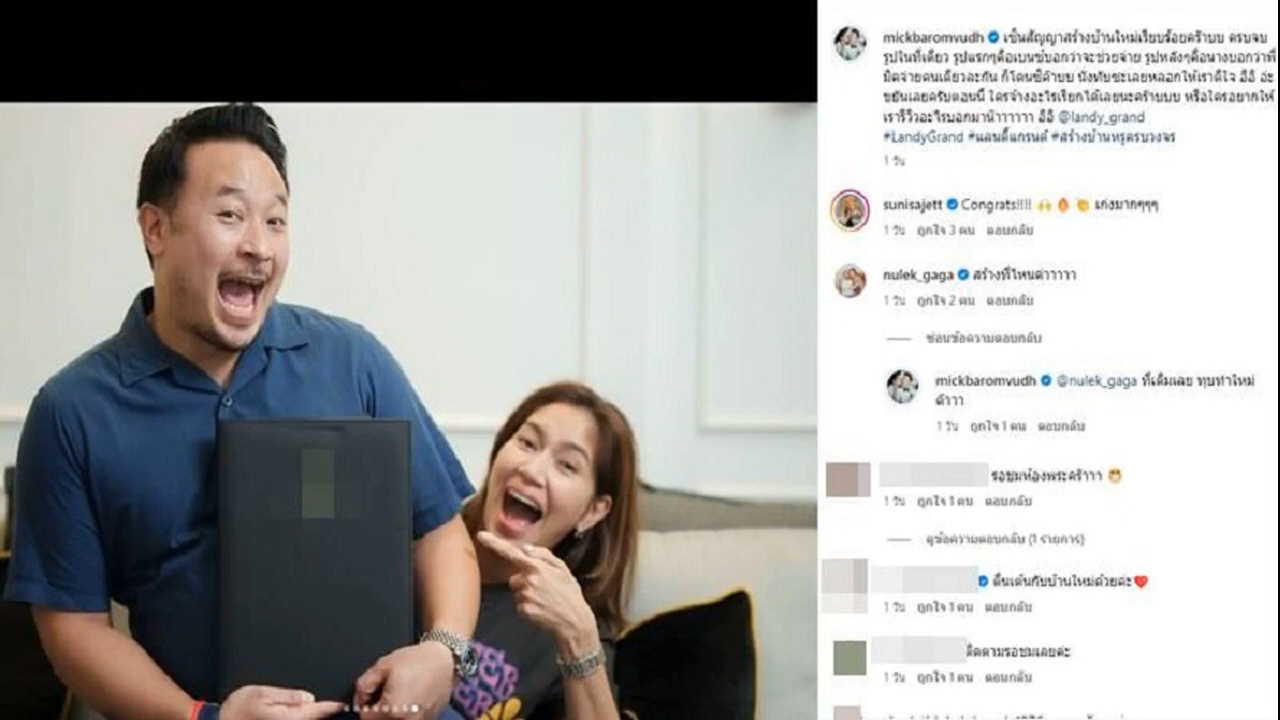 mickbaromvudh เซ็นสัญญาสร้างบ้านใหม่เรียบร้อยคร๊าบบ ครบจบ
รูปในที่เดียว รูปแรกๆคือเบนซ์บอกว่าจะช่วยจ่าย รูปหลังๆคือนางบอกว่าพี่
มิคจ่ายคนเดียวละกัน ก็โดนซิค๊าบบ นั่งทับซะเลยหลอกให้เราดีใจ อิอิ อ่ะ
ขยันเลยครับตอนนี้ ใครจ้างอะไรเรียกได้เลยนะคร๊าบบบ หรือใครอยากให้
เรารีวิวอะไรบอกมาน๊าาาาาา อิอิ @landy_grand
#LandyGrand #แลนดี้แกรนด์ #สร้างบ้านหรูครบวงจร
1 วัน
sunisajett Congrats!!!! 🙌 🔥 👏 เก่งมากๆๆๆ
1 วัน ถูกใจ 3 คน ตอบกลับ
nulek_gaga สร้างที่ไหนค่าาาาา
1 วัน ถูกใจ 2 คน ตอบกลับ
ซ่อนข้อความตอบกลับ
mickbaromvudh @nulek_gaga ที่เดิมเลย ทุบทำใหม่
ค๊าาา
1 วัน ถูกใจ 1 คน ตอบกลับ
รอชมห้องพระคร๊าาา 😁
1 วัน ถูกใจ 1 คน ตอบกลับ
ดูข้อความตอบกลับ (1 รายการ)
ตื่นเต้นกับบ้านใหม่ด้วยค่ะ❤️
1 วัน ถูกใจ 1 คน ตอบกลับ
ติดตามรอชมเลยค่ะ
1 วัน ถูกใจ 1 คน ตอบกลับ